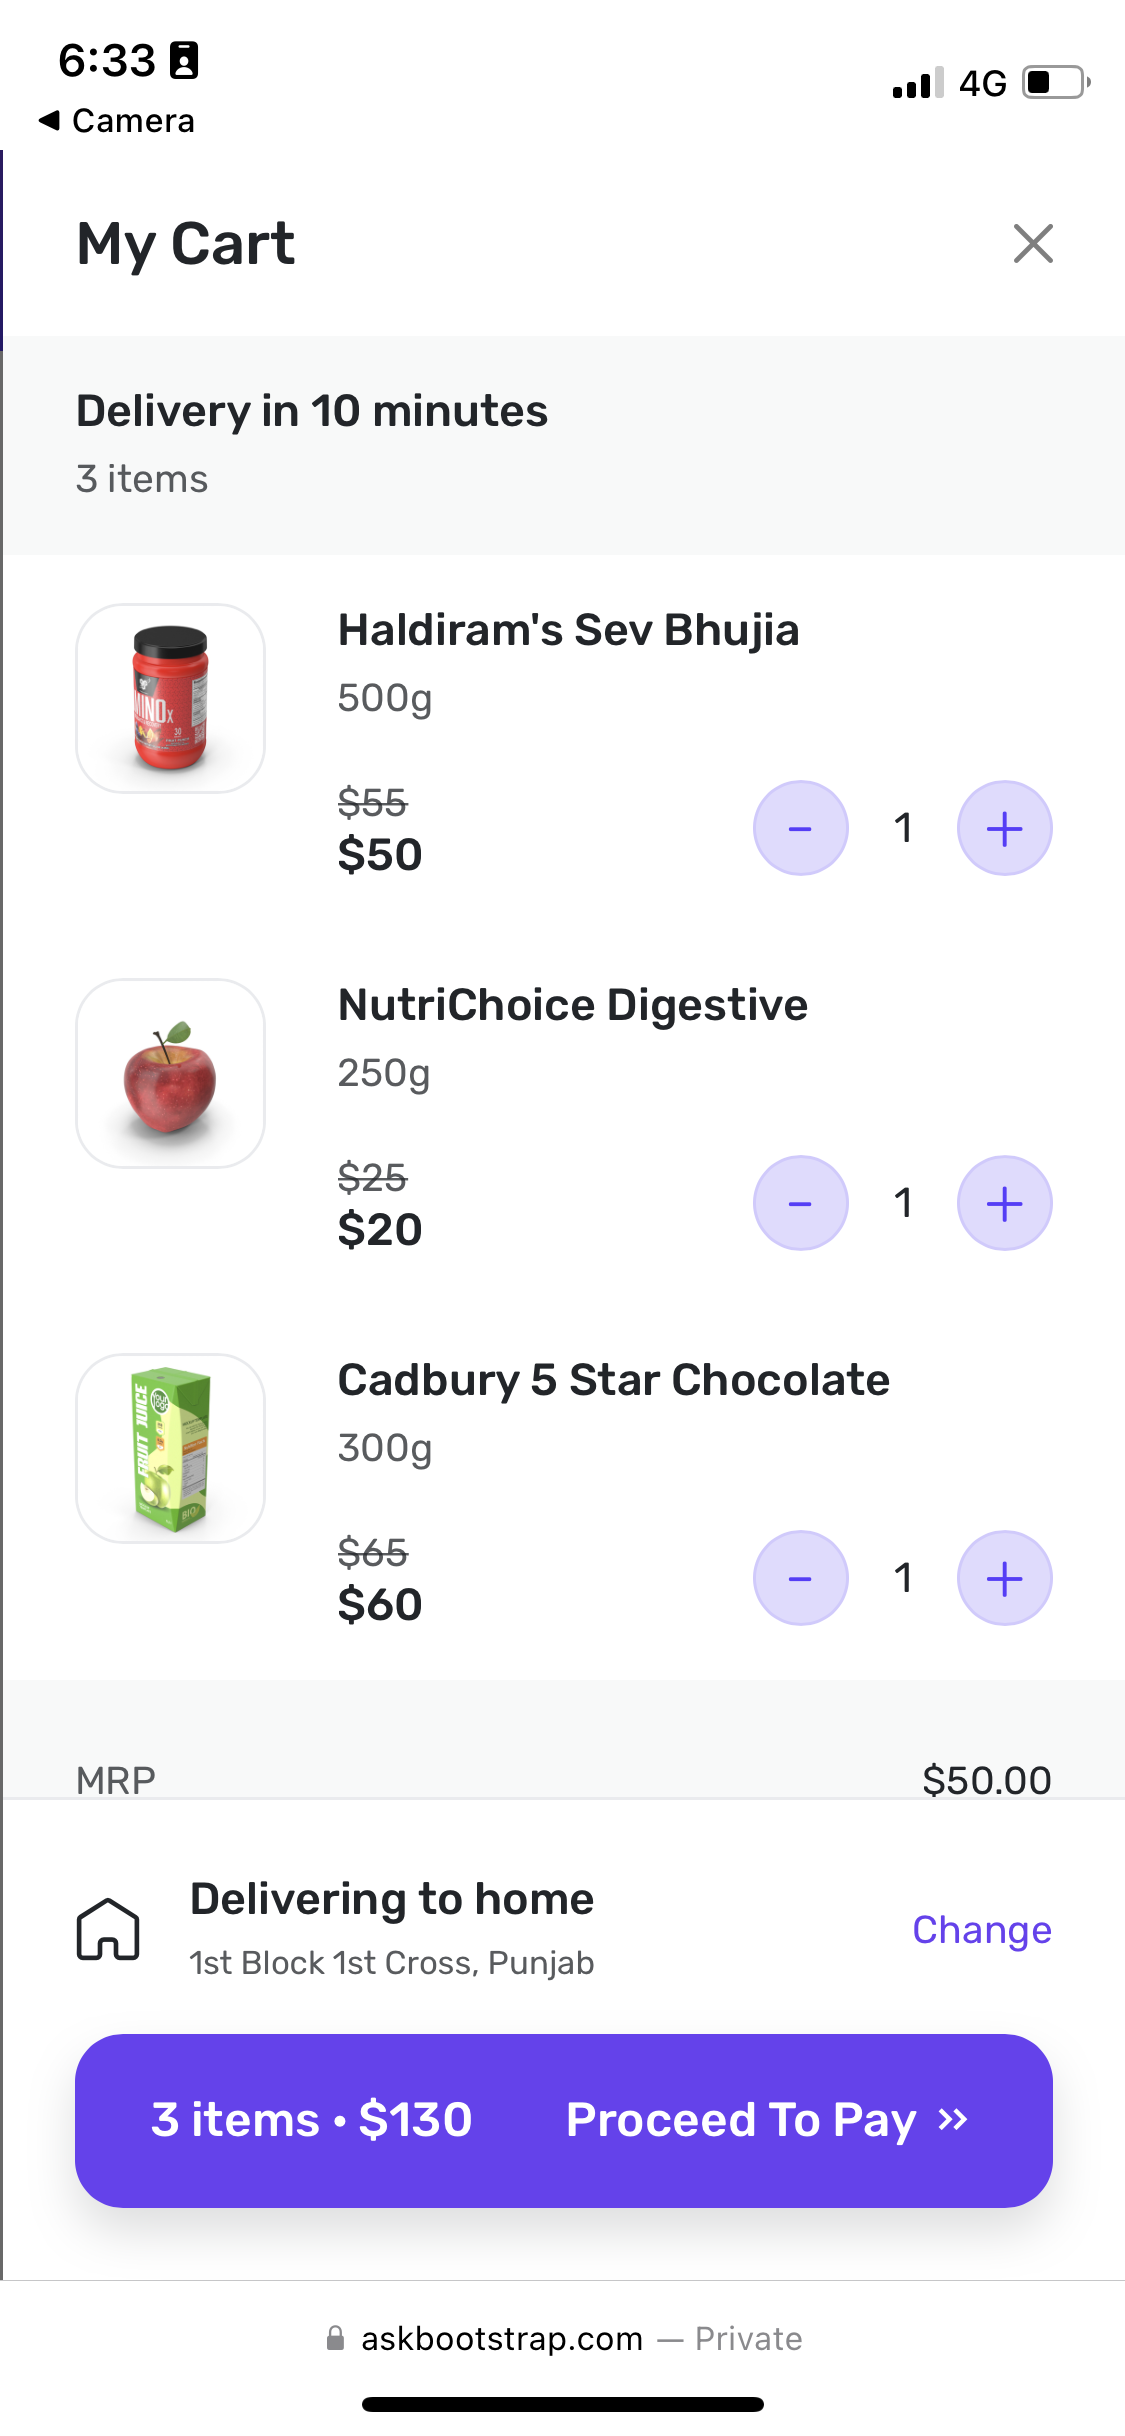 6:33
4G
◀ Camera
My Cart
Delivery in 10 minutes
3 items
Haldiram's Sev Bhujia
500g
$55
$50
- 1 +
NutriChoice Digestive
250g
$25
$20
- 1 +
FRUIT JUICE
Your logo
BIO
Cadbury 5 Star Chocolate
300g
$65
$60
- 1 +
MRP $50.00
Delivering to home
1st Block 1st Cross, Punjab
Change
3 items • $130 Proceed To Pay »
askbootstrap.com — Private